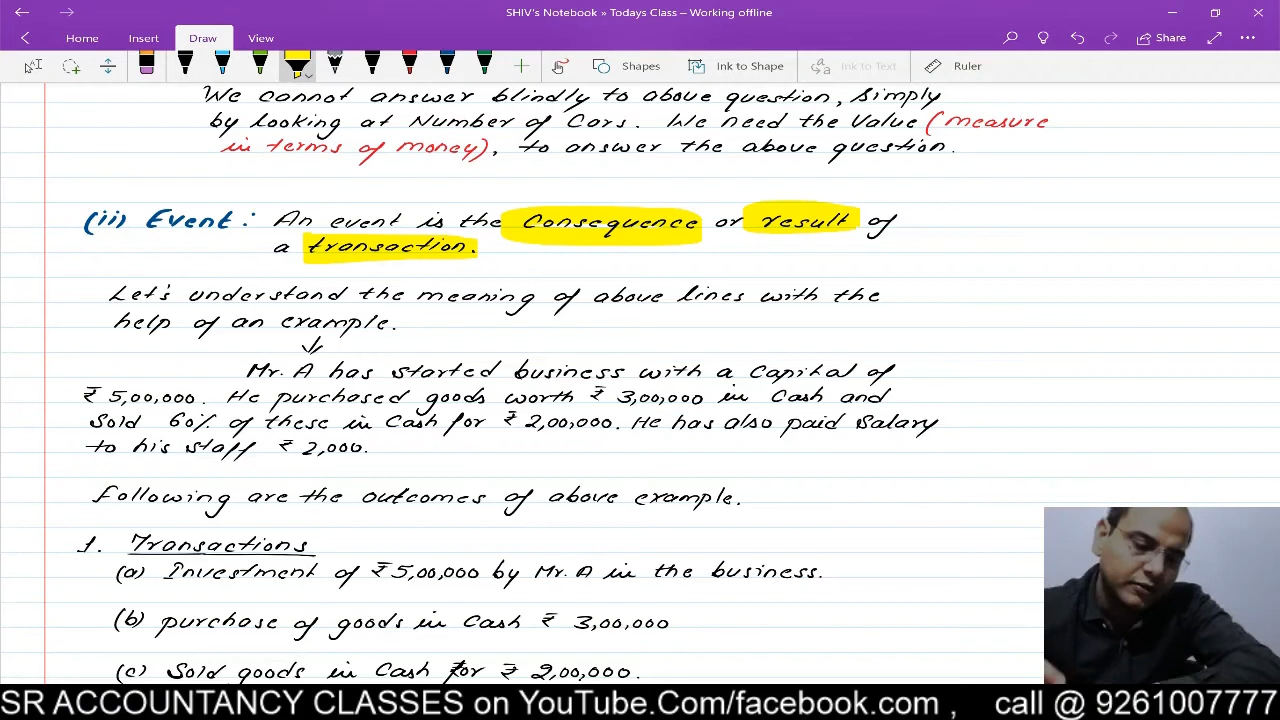 SHIV's Notebook » Todays Class – Working offline
Home Insert Draw View
Share
Shapes Ink to Shape Ink to Text Ruler
We cannot answer blindly to above question, simply
by looking at Number of Cars. We need the Value (measure
in terms of money), to answer the above question.
(ii) Event: An event is the Consequence or result of
a transaction.
Let's understand the meaning of above lines with the
help of an example.
Mr. A has started business with a Capital of
₹ 5,00,000. He purchased goods worth ₹ 3,00,000 in Cash and
Sold 60% of these in Cash for ₹ 2,00,000. He has also paid Salary
to his staff ₹ 2,000.
Following are the outcomes of above example.
1. Transactions
(a) Investment of ₹ 5,00,000 by Mr. A in the business.
(b) purchase of goods in Cash ₹ 3,00,000
(c) Sold goods in Cash for ₹ 2,00,000.
SR ACCOUNTANCY CLASSES on YouTube.Com/facebook.com , call @ 9261007777